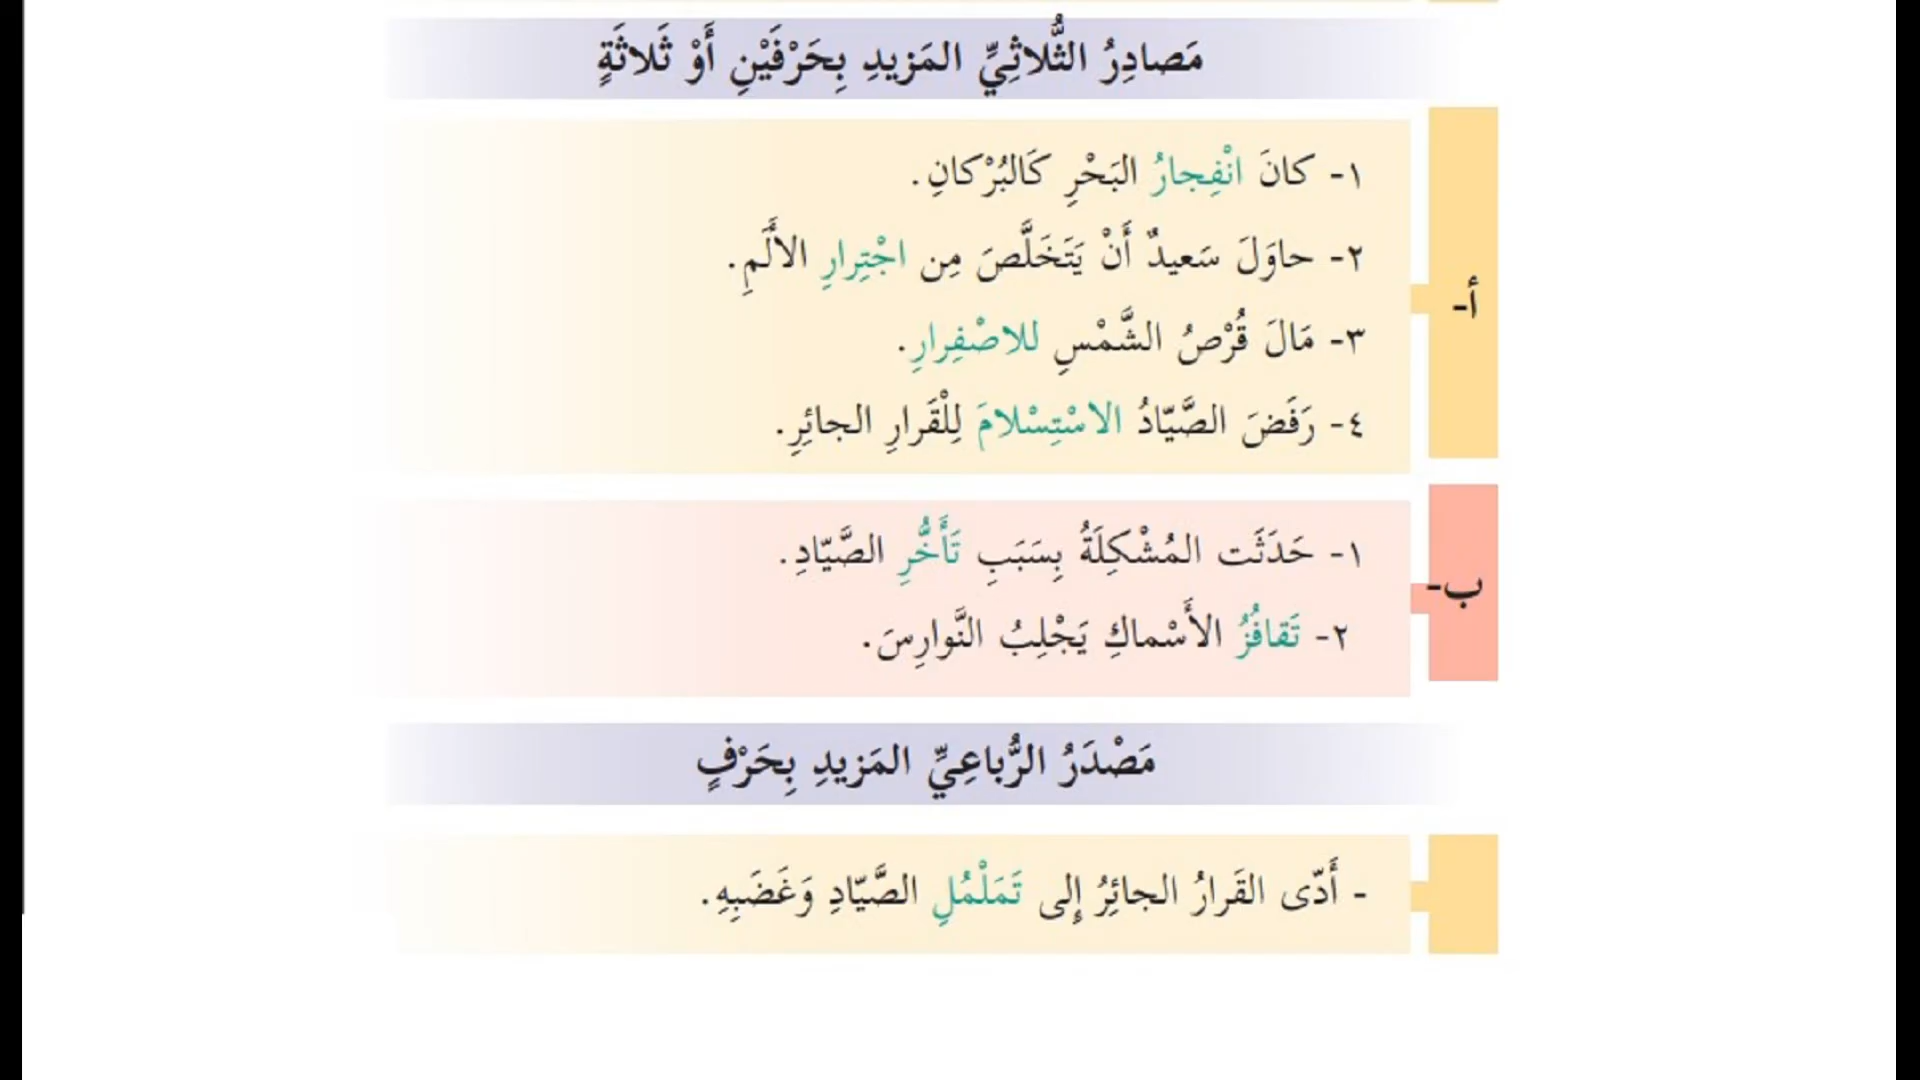 مَصادِرُ الثُّلاثِيِّ المَزيدِ بِحَرْفَيْنِ أَوْ ثَلاثَةٍ
أ-
١- كانَ انْفِجارُ البَحْرِ كَالبُرْكانِ.
٢- حاوَلَ سَعيدٌ أَنْ يَتَخَلَّصَ مِن اجْتِرارِ الأَلَمِ.
٣- مَالَ قُرْصُ الشَّمْسِ للاصْفِرارِ.
٤- رَفَضَ الصَّيّادُ الاسْتِسْلامَ لِلْقَرارِ الجائِرِ.
ب-
١- حَدَثَت المُشْكِلَةُ بِسَبَبِ تَأَخُّرِ الصَّيّادِ.
٢- تَقافُزُ الأَسْماكِ يَجْلِبُ النَّوارِسَ.
مَصْدَرُ الرُّباعِيِّ المَزيدِ بِحَرْفٍ
- أَدّى القَرارُ الجائِرُ إِلى تَمَلْمُلِ الصَّيّادِ وَغَضَبِهِ.